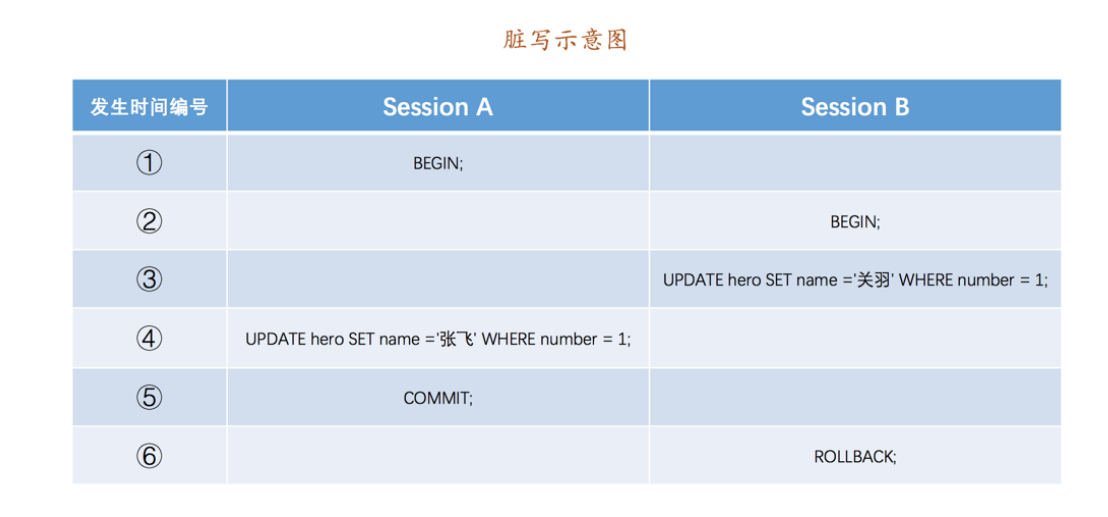 脏写示意图
发生时间编号 Session A Session B
① BEGIN;
② BEGIN;
③ UPDATE hero SET name ='关羽' WHERE number = 1;
④ UPDATE hero SET name ='张飞' WHERE number = 1;
⑤ COMMIT;
⑥ ROLLBACK;